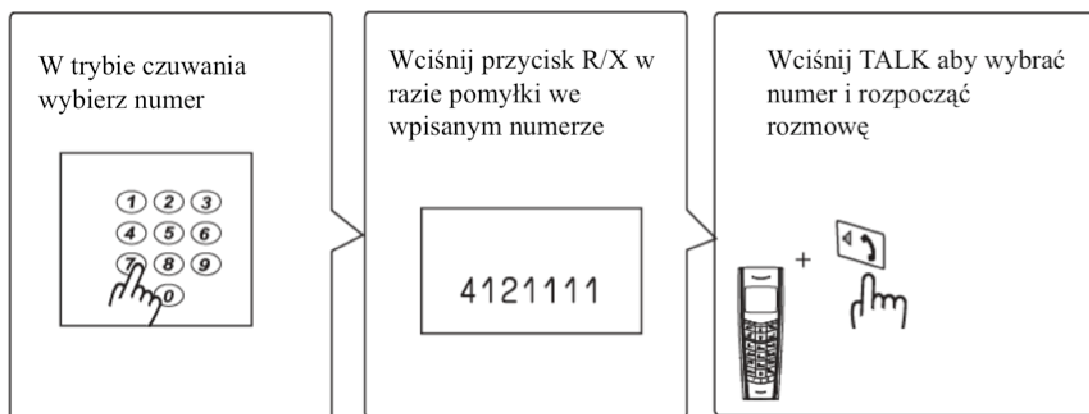 W trybie czuwania
wybierz numer
1 2 3
4 5 6
7 8 9
0
Wciśnij przycisk R/X w
razie pomyłki we
wpisanym numerze
4121111
Wciśnij TALK aby wybrać
numer i rozpocząć
rozmowę
+